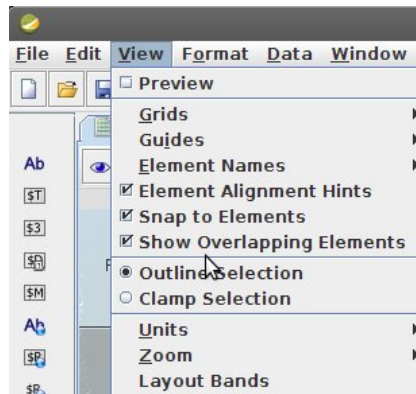 File Edit View Format Data Window
Preview
Grids
Guides
Element Names
Element Alignment Hints
Snap to Elements
Show Overlapping Elements
Outline Selection
Clamp Selection
Units
Zoom
Layout Bands
Ab
$T
$3
$M
Ab
$P